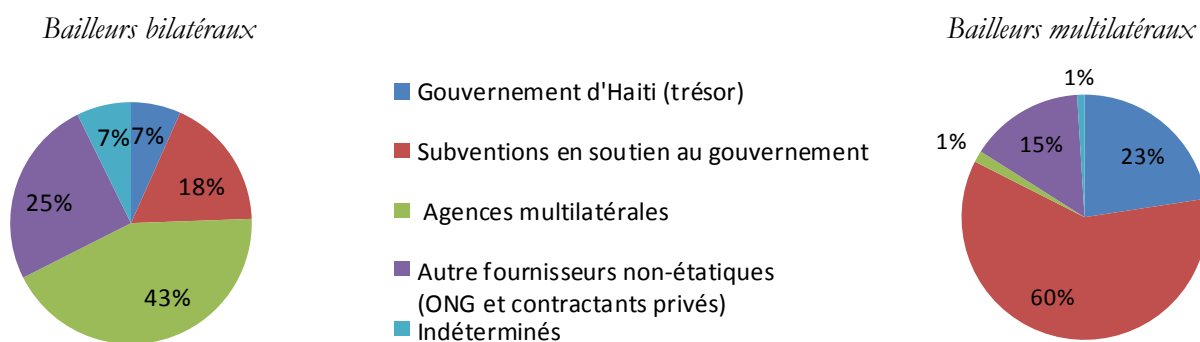 Bailleurs bilatéraux
7%
7%
18%
25%
43%
Gouvernement d'Haiti (trésor)
Subventions en soutien au gouvernement
Agences multilatérales
Autre fournisseurs non-étatiques
(ONG et contractants privés)
Indéterminés
Bailleurs multilatéraux
1%
1%
15%
23%
60%